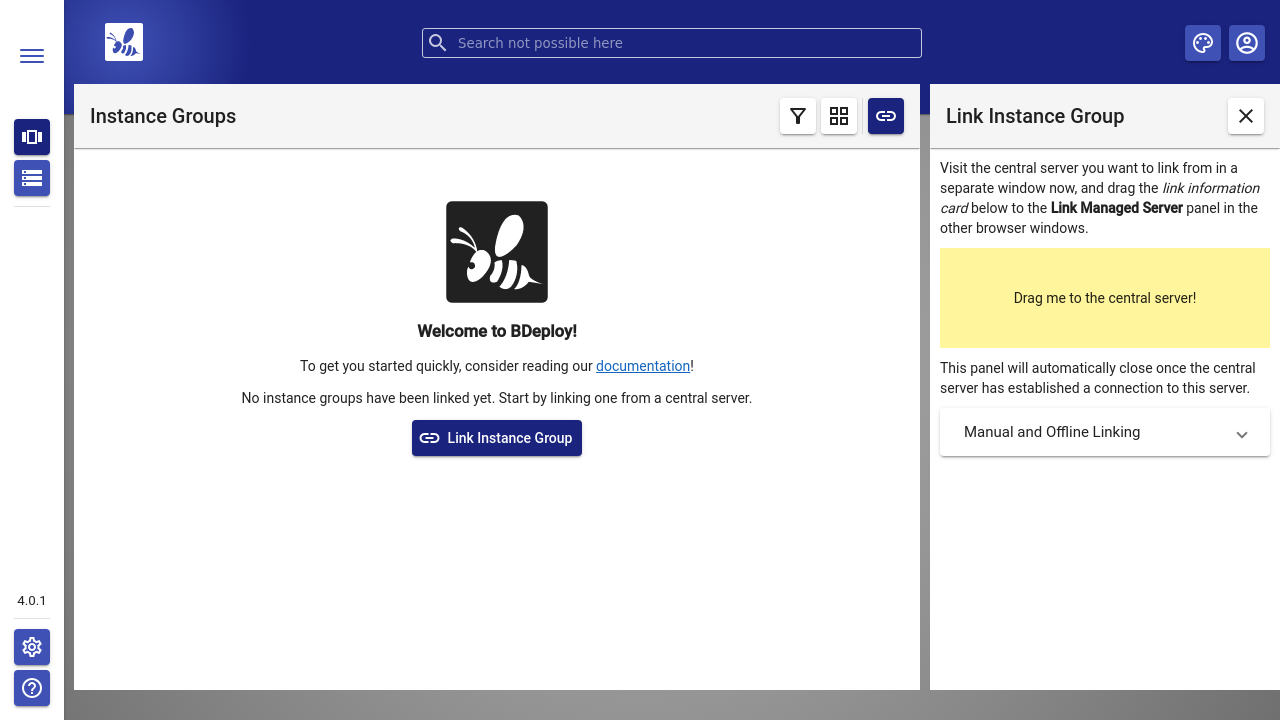 Search not possible here
Instance Groups
Link Instance Group
Welcome to BDeploy!
To get you started quickly, consider reading our documentation!
No instance groups have been linked yet. Start by linking one from a central server.
Link Instance Group
Visit the central server you want to link from in a
separate window now, and drag the link information
card below to the Link Managed Server panel in the
other browser windows.
Drag me to the central server!
This panel will automatically close once the central
server has established a connection to this server.
Manual and Offline Linking
4.0.1